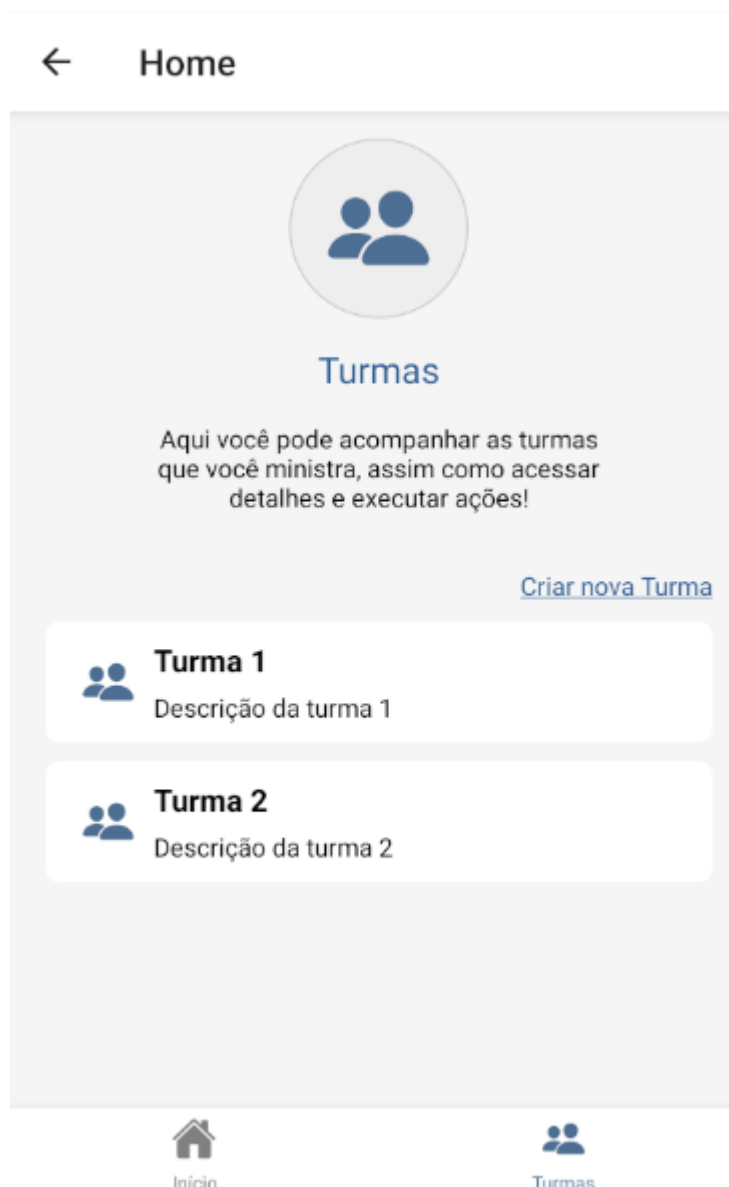 Home
Turmas
Aqui você pode acompanhar as turmas
que você ministra, assim como acessar
detalhes e executar ações!
Criar nova Turma
Turma 1
Descrição da turma 1
Turma 2
Descrição da turma 2
Início
Turmas